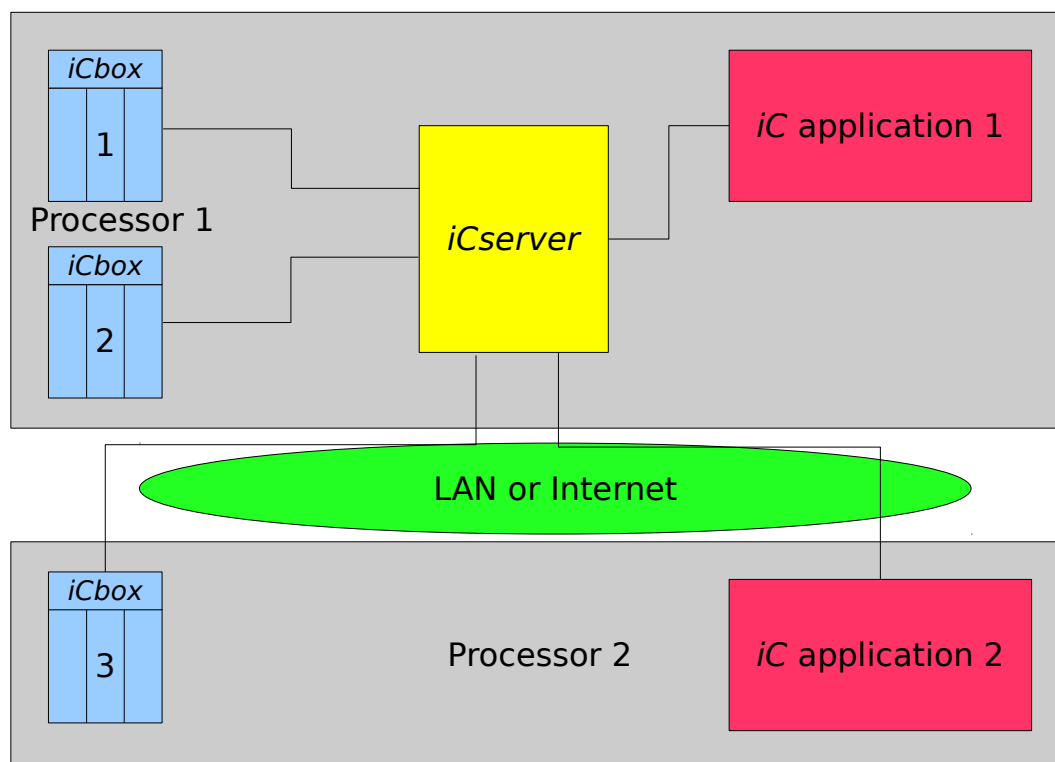 iCbox
1
iC application 1
Processor 1
iCserver
iCbox
2
LAN or Internet
iCbox
3
Processor 2
iC application 2